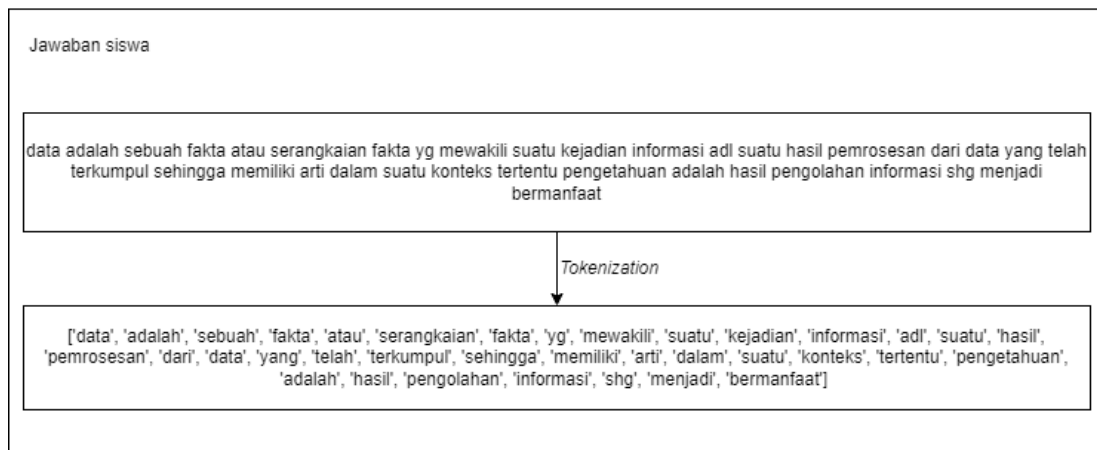 Jawaban siswa
data adalah sebuah fakta atau serangkaian fakta yg mewakili suatu kejadian informasi adl suatu hasil pemrosesan dari data yang telah
terkumpul sehingga memiliki arti dalam suatu konteks tertentu pengetahuan adalah hasil pengolahan informasi shg menjadi
bermanfaat
Tokenization
['data', 'adalah', 'sebuah', 'fakta', 'atau', 'serangkaian', 'fakta', 'yg', 'mewakili', 'suatu', 'kejadian', 'informasi', 'adl', 'suatu', 'hasil',
'pemrosesan', 'dari', 'data', 'yang', 'telah', 'terkumpul', 'sehingga', 'memiliki', 'arti', 'dalam', 'suatu', 'konteks', 'tertentu', 'pengetahuan',
'adalah', 'hasil', 'pengolahan', 'informasi', 'shg', 'menjadi', 'bermanfaat']